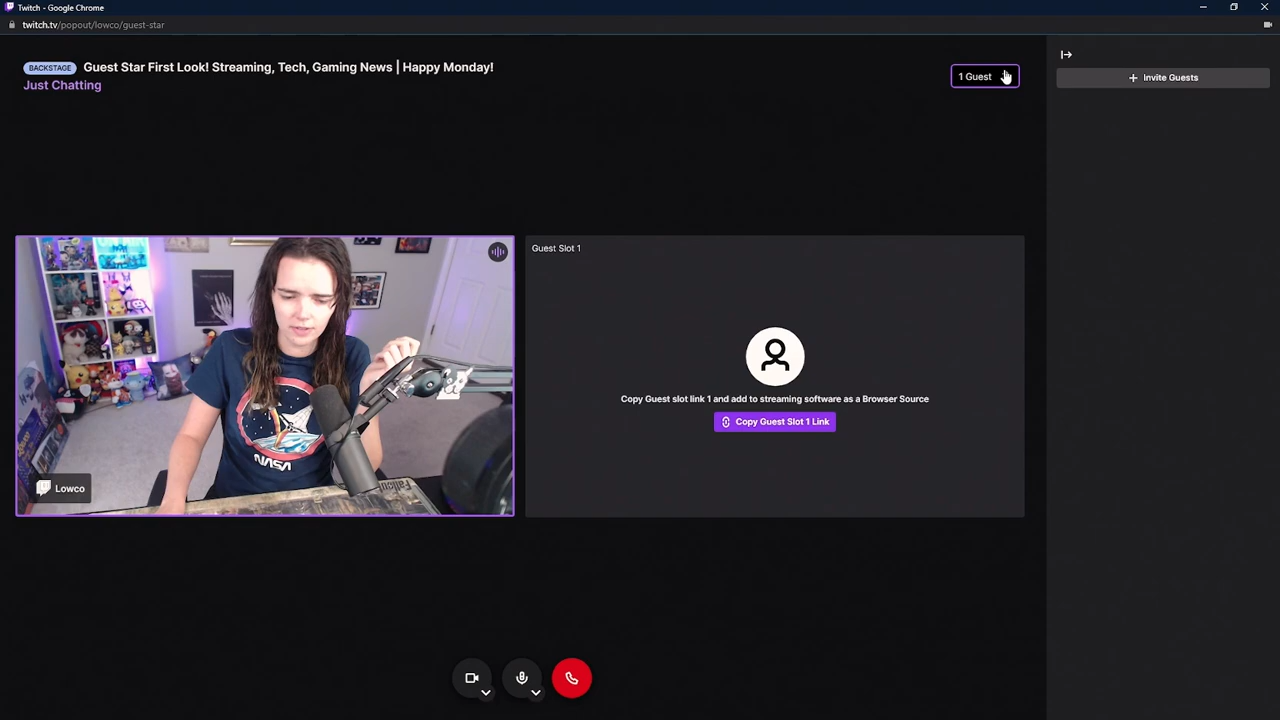 Twitch - Google Chrome
twitch.tv/popout/lowco/guest-star
BACKSTAGE Guest Star First Look! Streaming, Tech, Gaming News | Happy Monday!
Just Chatting
1 Guest
+ Invite Guests
Guest Slot 1
Copy Guest slot link 1 and add to streaming software as a Browser Source
Copy Guest Slot 1 Link
NASA
Lowco